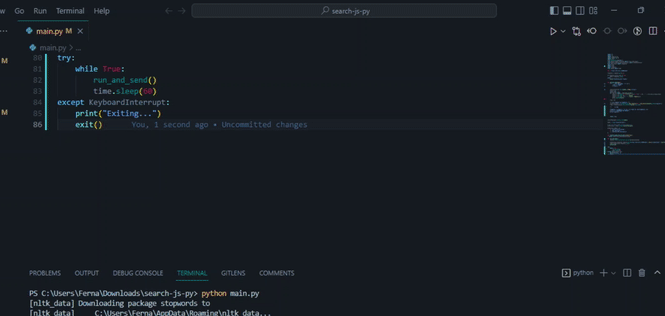 w Go Run Terminal Help
search-js-py
main.py M
main.py > ...
M
80 try:
81 while True:
82 run_and_send()
83 time.sleep(60)
84 except KeyboardInterrupt:
M
85 print("Exiting...")
86 exit() You, 1 second ago • Uncommitted changes
PROBLEMS OUTPUT DEBUG CONSOLE TERMINAL GITLENS COMMENTS
python
PS C:\Users\Ferna\Downloads\search-js-py> python main.py
[nltk_data] Downloading package stopwords to
[nltk_data] C:\Users\Ferna\AppData\Roaming\nltk_data...